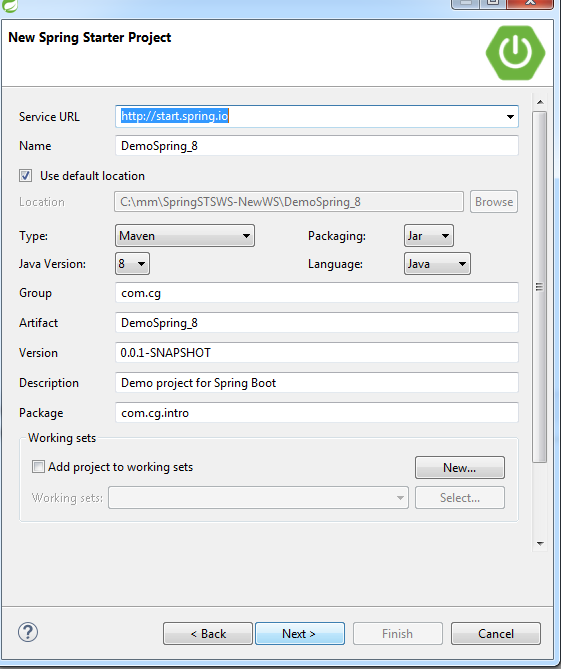 New Spring Starter Project
Service URL http://start.spring.io
Name DemoSpring_8
Use default location
Location C:\mm\SpringSTSWS-NewWS\DemoSpring_8 Browse
Type: Maven Packaging: Jar
Java Version: 8 Language: Java
Group com.cg
Artifact DemoSpring_8
Version 0.0.1-SNAPSHOT
Description Demo project for Spring Boot
Package com.cg.intro
Working sets
Add project to working sets New...
Working sets: Select...
? < Back Next > Finish Cancel